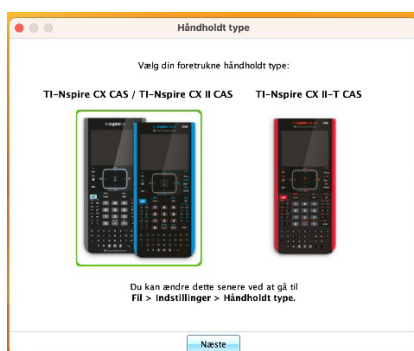 Håndholdt type
Vælg din foretrukne håndholdt type:
TI-Nspire CX CAS / TI-Nspire CX II CAS
TI-Nspire CX II-T CAS
Du kan ændre dette senere ved at gå til
Fil > Indstillinger > Håndholdt type.
Næste